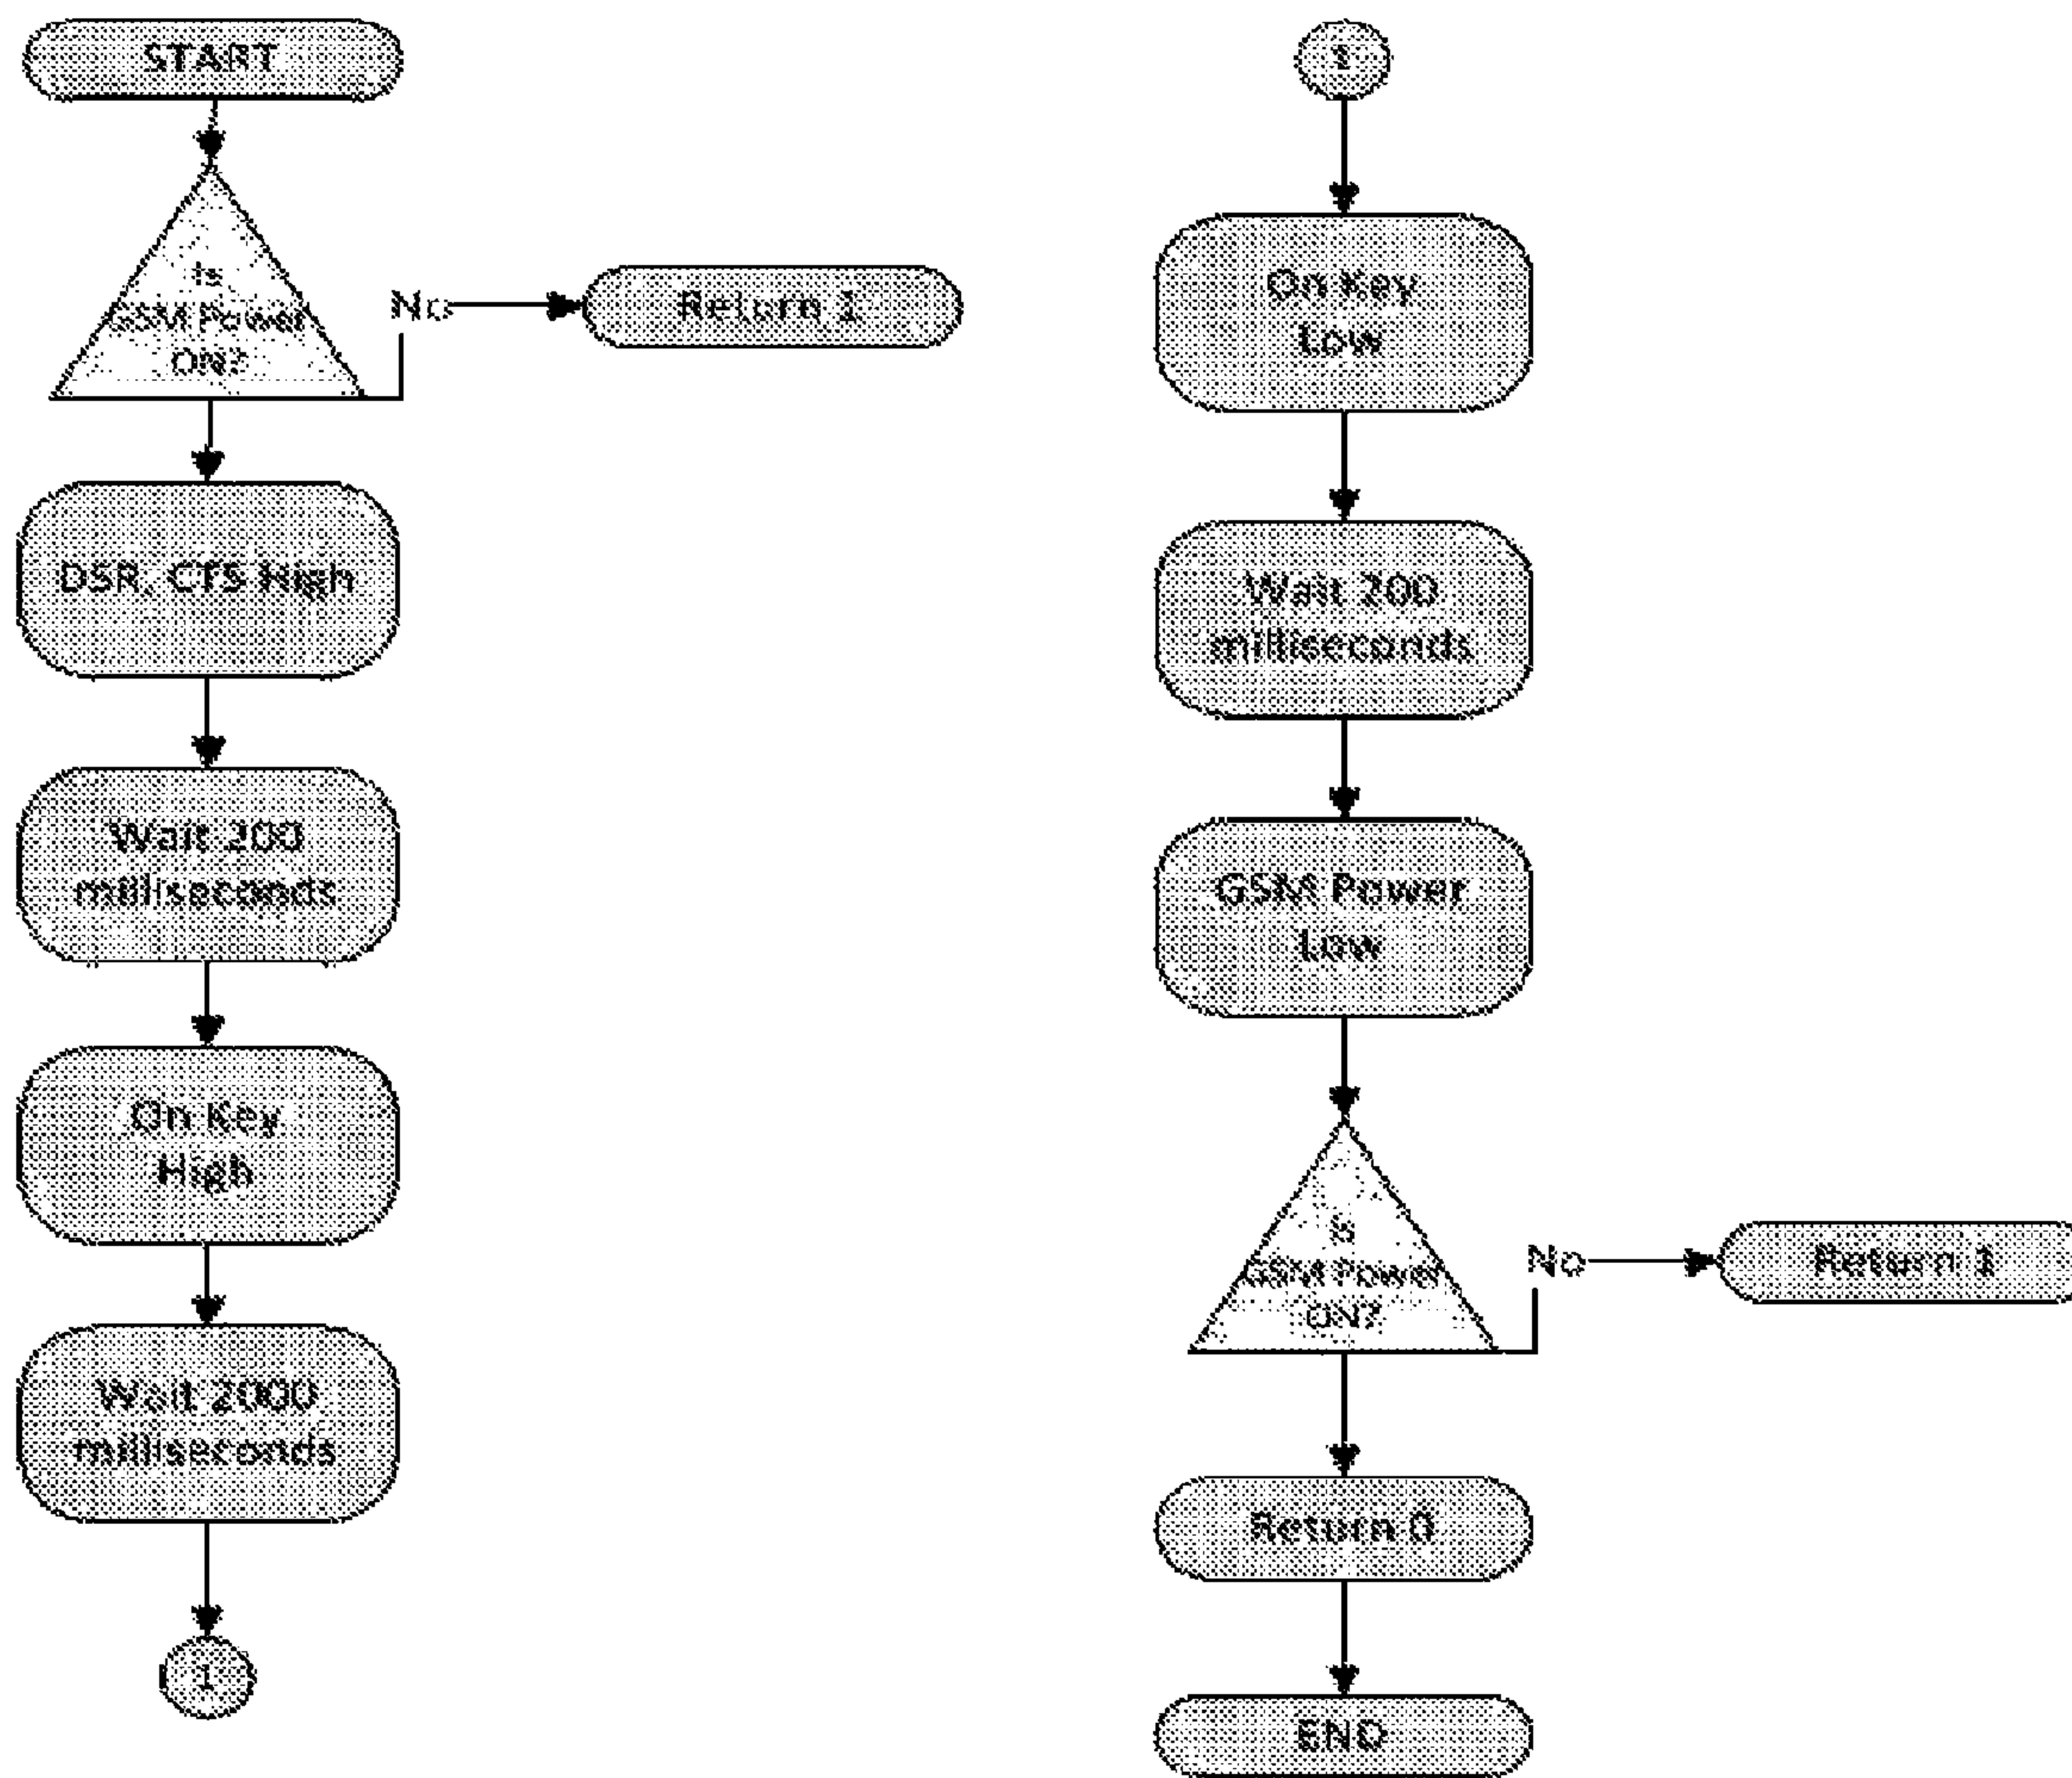 START
Is
GSM Power
ON?
No
Return 1
DSR, CTS High
Wait 200
milliseconds
On Key
High
Wait 2000
milliseconds
1
1
On Key
Low
Wait 200
milliseconds
GSM Power
Low
Is
GSM Power
ON?
No
Return 1
Return 0
END